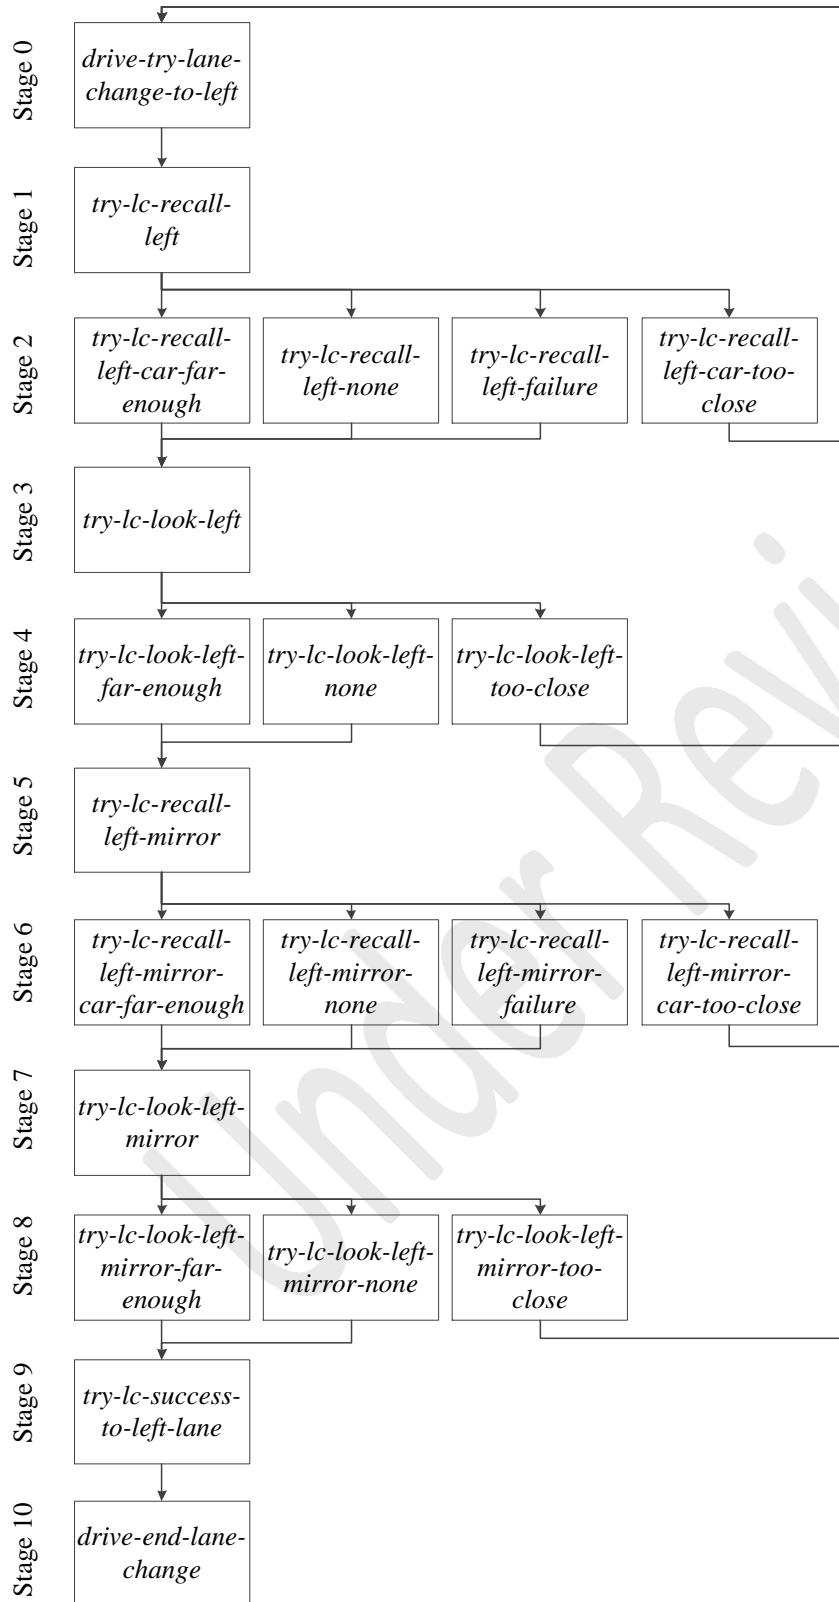 Stage 0
drive-try-lane-
change-to-left
Stage 1
try-lc-recall-
left
Stage 2
try-lc-recall-
left-car-far-
enough
try-lc-recall-
left-none
try-lc-recall-
left-failure
try-lc-recall-
left-car-too-
close
Stage 3
try-lc-look-left
Stage 4
try-lc-look-left-
far-enough
try-lc-look-left-
none
try-lc-look-left-
too-close
Stage 5
try-lc-recall-
left-mirror
Stage 6
try-lc-recall-
left-mirror-
car-far-enough
try-lc-recall-
left-mirror-
none
try-lc-recall-
left-mirror-
failure
try-lc-recall-
left-mirror-
car-too-close
Stage 7
try-lc-look-left-
mirror
Stage 8
try-lc-look-left-
mirror-far-
enough
try-lc-look-left-
mirror-none
try-lc-look-left-
mirror-too-
close
Stage 9
try-lc-success-
to-left-lane
Stage 10
drive-end-lane-
change
Under Revi